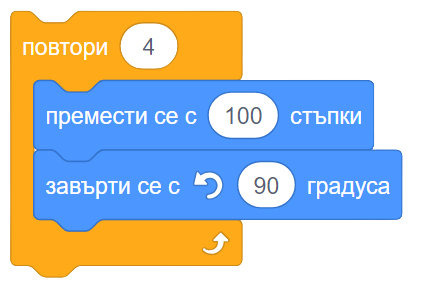 повтори 4
премести се с 100 стъпки
завърти се с 90 градуса